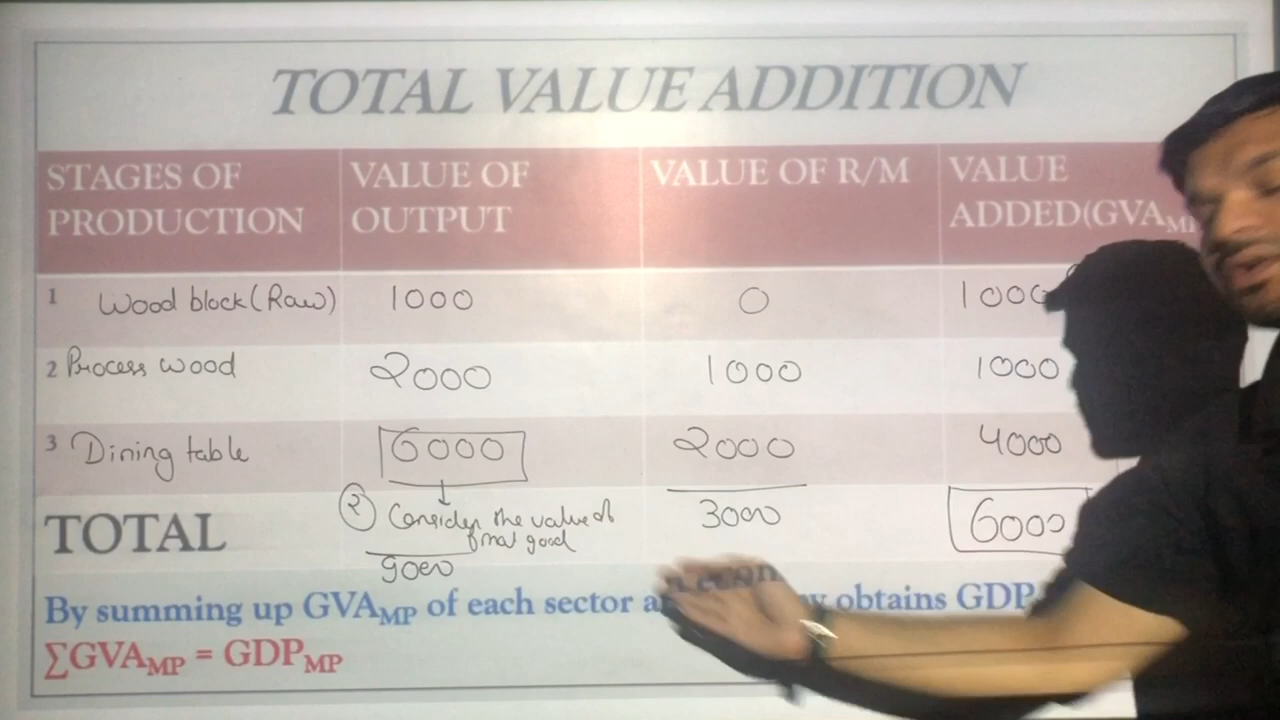 TOTAL VALUE ADDITION
STAGES OF PRODUCTION
VALUE OF OUTPUT
VALUE OF R/M
VALUE ADDED(GVA
1 Wood block (Raw) 1000 0 1000
2 Process wood 2000 1000 1000
3 Dining table 6000 2000 4000
TOTAL 3000 6000
② Consider the value of
final good
9000
By summing up GVAMP of each sector obtains GDP
∑GVAMP = GDPMP